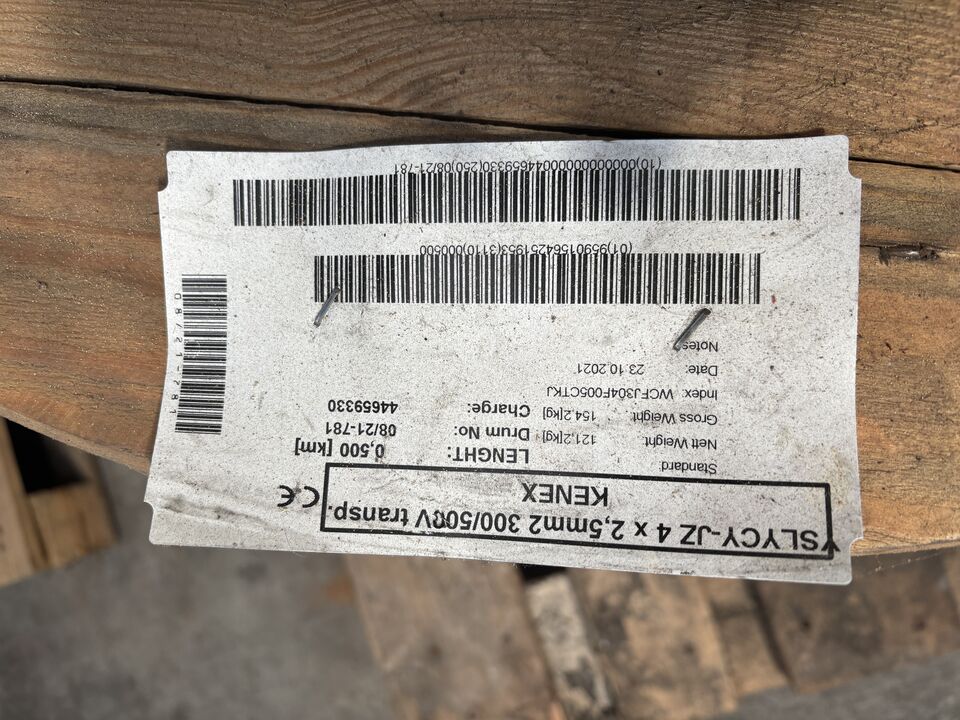 YSLYCY-JZ 4 x 2,5mm2 300/500V transp.
KENEX
CE
Standard:
Nett Weight: 121.2[kg]
Gross Weight: 154.2[kg]
Index: WCFJ304F005CTKJ
Date: 23.10.2021
Notes:
LENGHT: 0,500 [km]
Drum No: 08/21-781
Charge: 44659330
(01)95901564251953(3110)000500
(10)00000000000044659330(250)08/21-781
08/21-781